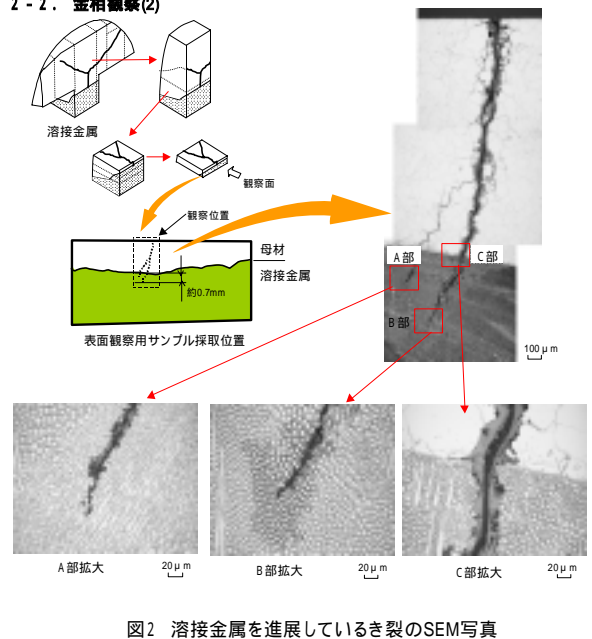 2-2. 金相観察(2)
溶接金属
観察面
観察位置
母材
溶接金属
約0.7mm
表面観察用サンプル採取位置
A部
C部
B部
100μm
A部拡大
20μm
B部拡大
20μm
C部拡大
20μm
図2 溶接金属を進展しているき裂のSEM写真